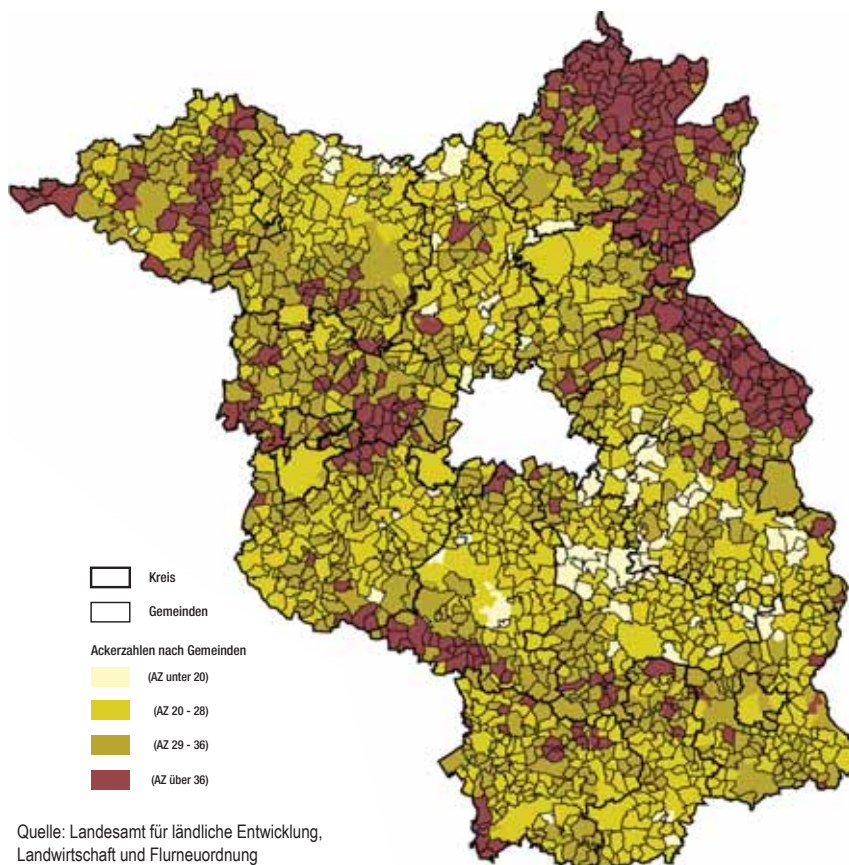 Kreis
Gemeinden
Ackerzahlen nach Gemeinden
(AZ unter 20)
(AZ 20 - 28)
(AZ 29 - 36)
(AZ über 36)
Quelle: Landesamt für ländliche Entwicklung,
Landwirtschaft und Flurneuordnung